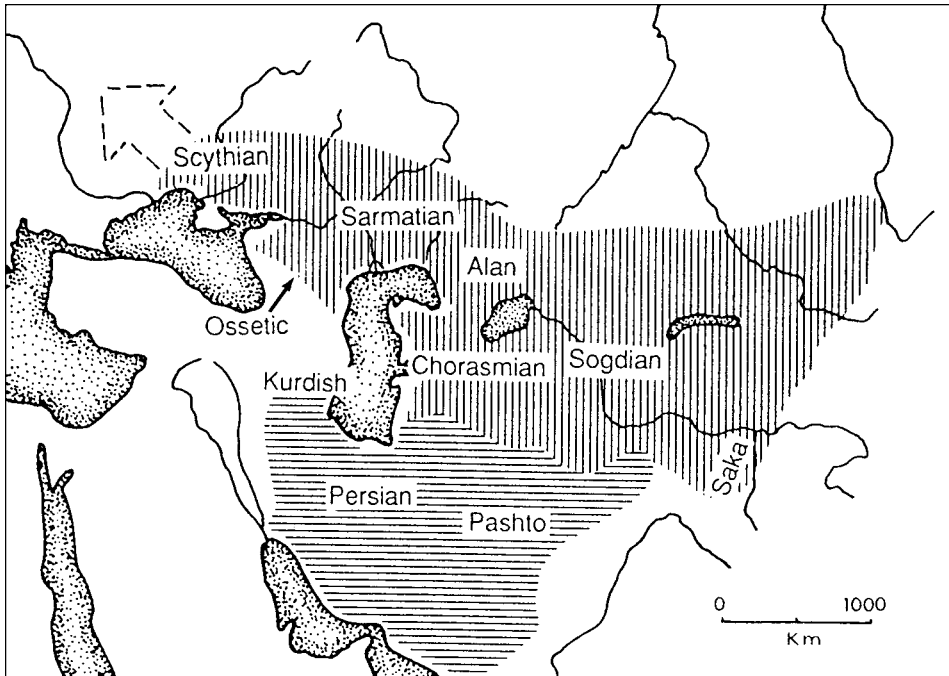 Scythian
Sarmatian
Alan
Ossetic
Chorasmian
Sogdian
Kurdish
Saka
Persian
Pashto
0 1000
Km